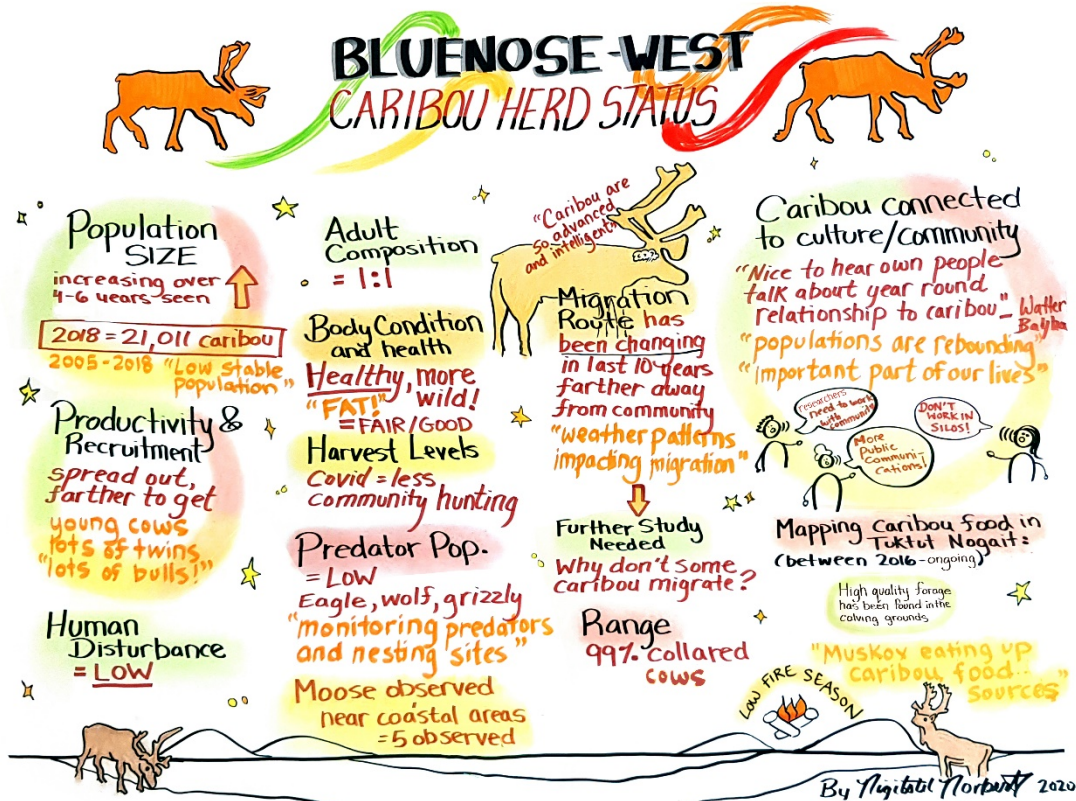 BLUENOSE-WEST
CARIBOU HERD STATUS
Population
SIZE
increasing over
4-6 years seen
2018 = 21,011 caribou
2005-2018 "Low stable
population"
Productivity &
Recruitment
spread out,
farther to get
young cows
lots of twins
"lots of bulls!"
Human
Disturbance
= LOW
Adult
Composition
= 1:1
Body Condition
and health
Healthy, more
wild!
"FAT!"
= FAIR/GOOD
Harvest Levels
Covid = less
community hunting
Predator Pop.
= LOW
Eagle, wolf, grizzly
"monitoring predators
and nesting sites"
Moose observed
near coastal areas
= 5 observed
"Caribou are
so advanced
and intelligent"
Migration
Route has
been changing
in last 10 years
farther away
from community
"weather patterns
impacting migration"
Further Study
Needed
Why don't some
caribou migrate?
Range
99% collared
cows
LOW FIRE SEASON
Caribou connected
to culture/community
"Nice to hear own people
talk about year round
relationship to caribou"
Walter
"populations are rebounding"
"important part of our lives"
researchers
need to work
with community
More
Public
Communi-
cations!
DON'T
WORK IN
SILOS!
Mapping Caribou food in
Tuktut Nogait:
(between 2016-ongoing)
High quality forage
has been found in the
calving grounds
"Muskox eating up
caribou food..
sources"
By Norbert 2020